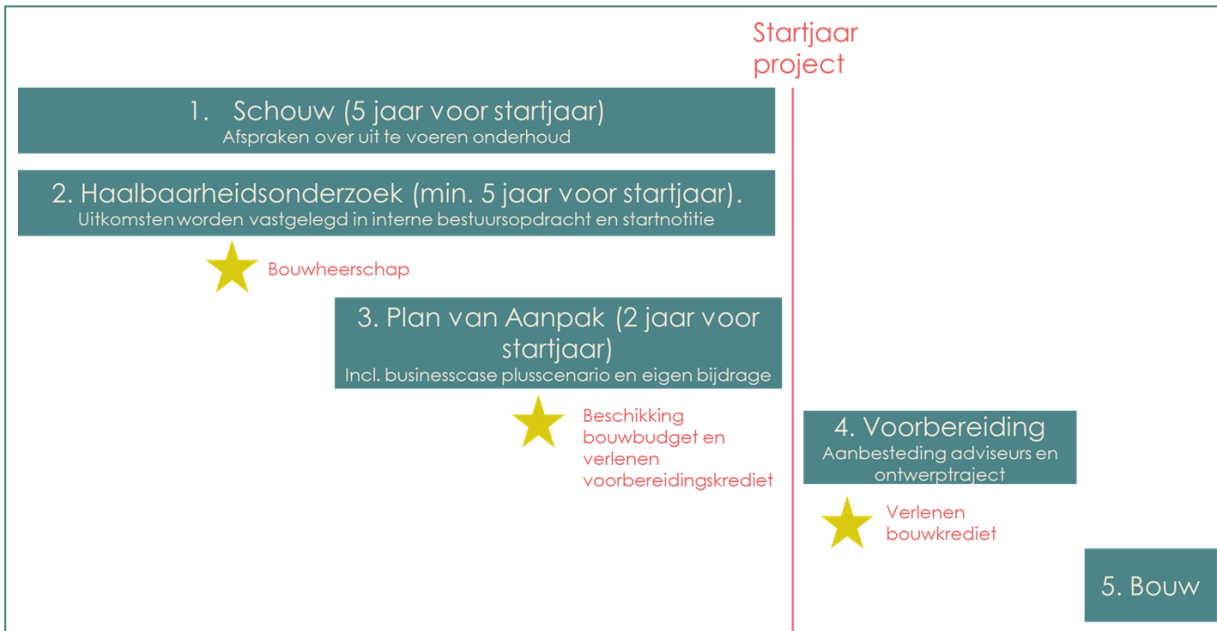 Startjaar
project
1. Schouw (5 jaar voor startjaar)
Afspraken over uit te voeren onderhoud
2. Haalbaarheidsonderzoek (min. 5 jaar voor startjaar).
Uitkomsten worden vastgelegd in interne bestuursopdracht en startnotitie
Bouwheerschap
3. Plan van Aanpak (2 jaar voor
startjaar)
Incl. businesscase plusscenario en eigen bijdrage
Beschikking
bouwbudget en
verlenen
voorbereidingskrediet
4. Voorbereiding
Aanbesteding adviseurs en
ontwerptraject
Verlenen
bouwkrediet
5. Bouw